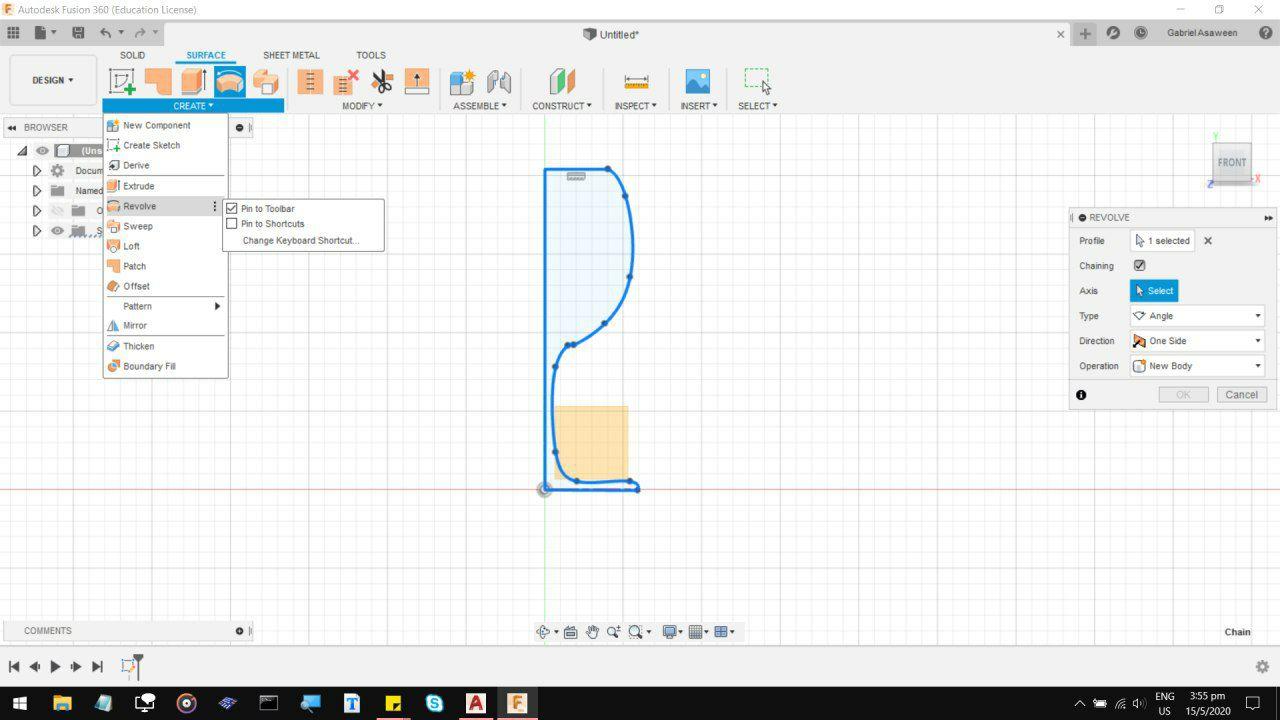 Autodesk Fusion 360 (Education License)
Untitled*
Gabriel Asaween
SOLID SURFACE SHEET METAL TOOLS
DESIGN
CREATE MODIFY ASSEMBLE CONSTRUCT INSPECT INSERT SELECT
BROWSER
(Uns
Docum
Named
O
S
New Component
Create Sketch
Derive
Extrude
Revolve
Sweep
Loft
Patch
Offset
Pattern
Mirror
Thicken
Boundary Fill
Pin to Toolbar
Pin to Shortcuts
Change Keyboard Shortcut...
Y
FRONT
X
Z
REVOLVE
Profile 1 selected
Chaining
Axis Select
Type Angle
Direction One Side
Operation New Body
OK Cancel
COMMENTS
Chain
ENG
US
3:55 pm
15/5/2020